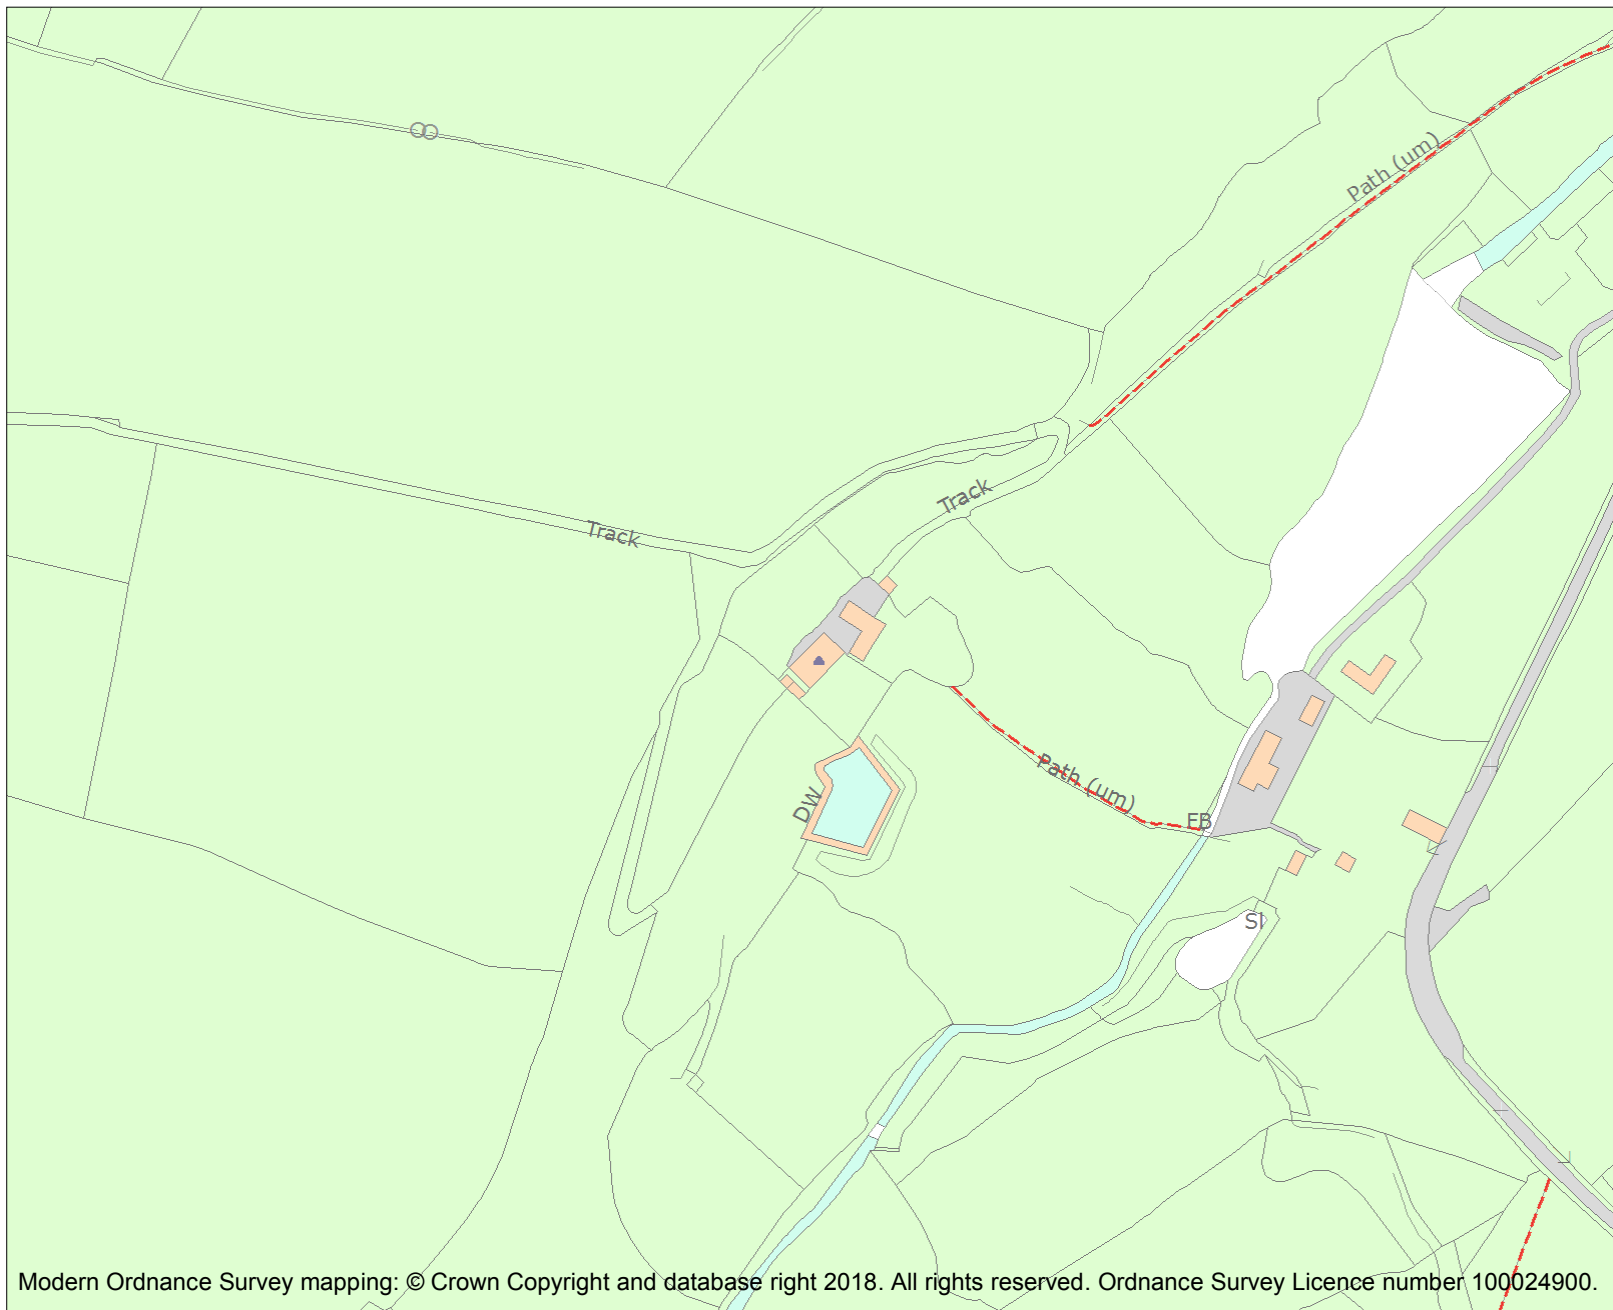 Path (um)
Track
Track
Path (um)
DW
FB
Sl
Modern Ordnance Survey mapping: © Crown Copyright and database right 2018. All rights reserved. Ordnance Survey Licence number 100024900.